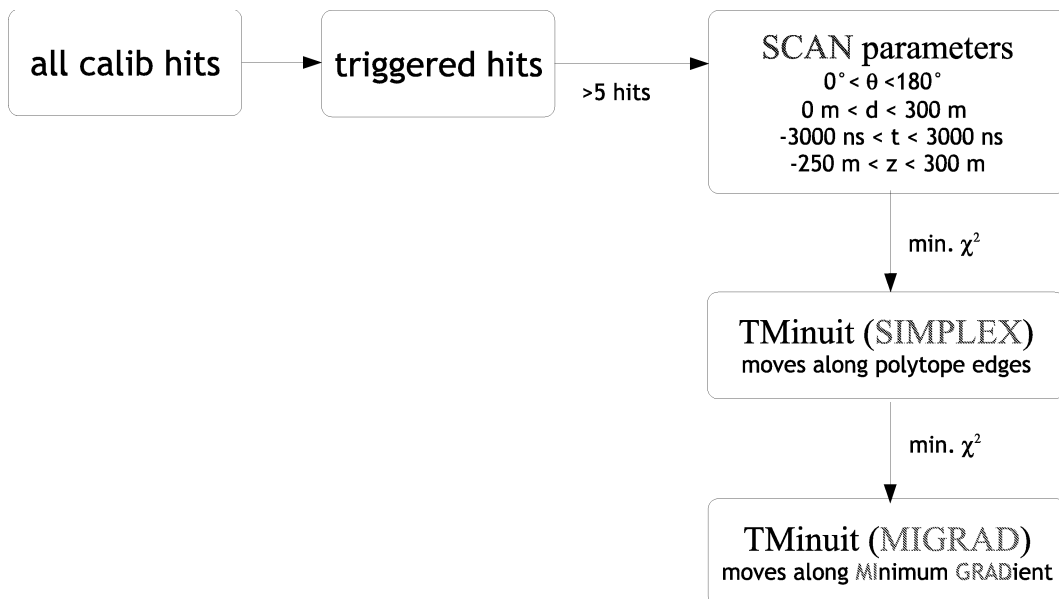 all calib hits
triggered hits
>5 hits
SCAN parameters
0°< θ <180°
0 m < d < 300 m
-3000 ns < t < 3000 ns
-250 m < z < 300 m
min. χ²
TMinuit (SIMPLEX)
moves along polytope edges
min. χ²
TMinuit (MIGRAD)
moves along MInimum GRADient